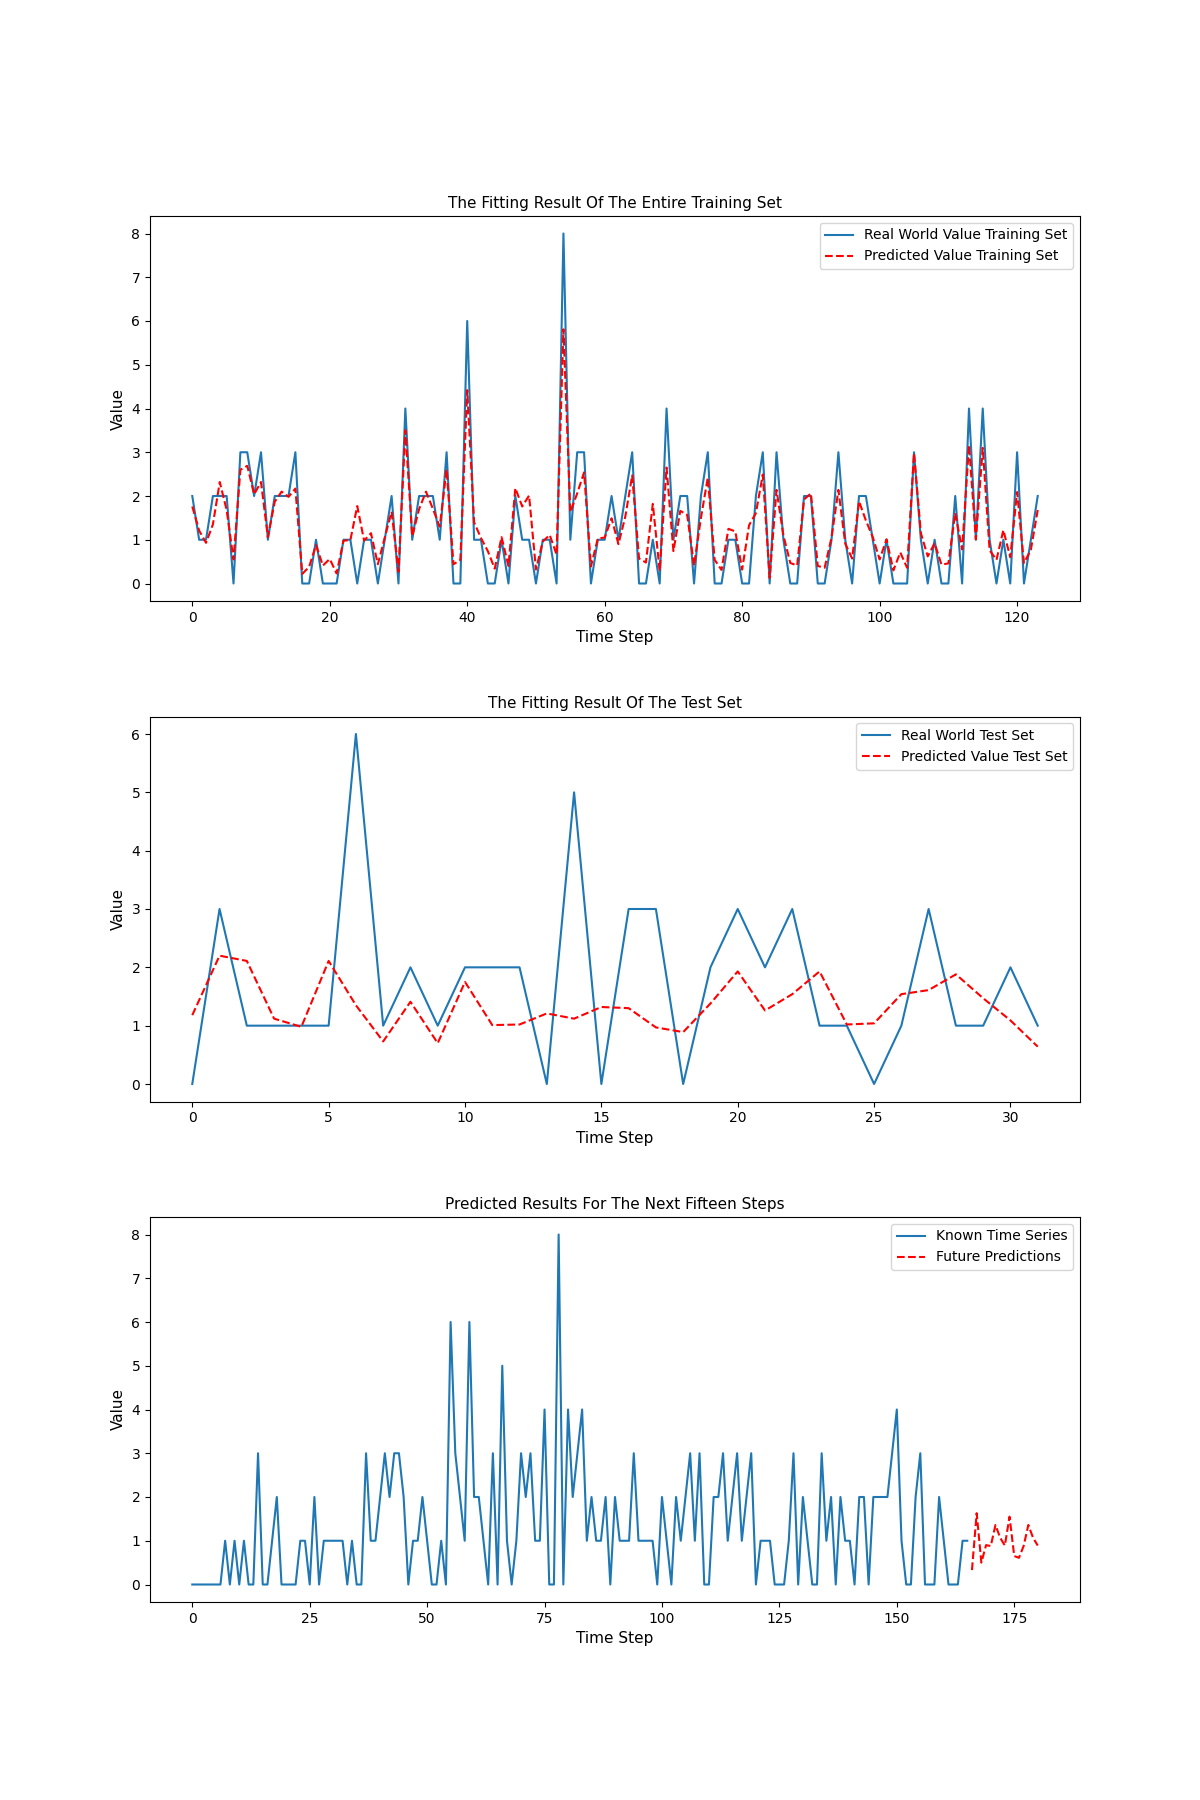 The Fitting Result Of The Entire Training Set
Real World Value Training Set
Predicted Value Training Set
8
7
6
5
4
3
2
1
0
Value
0 20 40 60 80 100 120
Time Step
The Fitting Result Of The Test Set
Real World Test Set
Predicted Value Test Set
6
5
4
3
2
1
0
Value
0 5 10 15 20 25 30
Time Step
Predicted Results For The Next Fifteen Steps
Known Time Series
Future Predictions
8
7
6
5
4
3
2
1
0
Value
0 25 50 75 100 125 150 175
Time Step